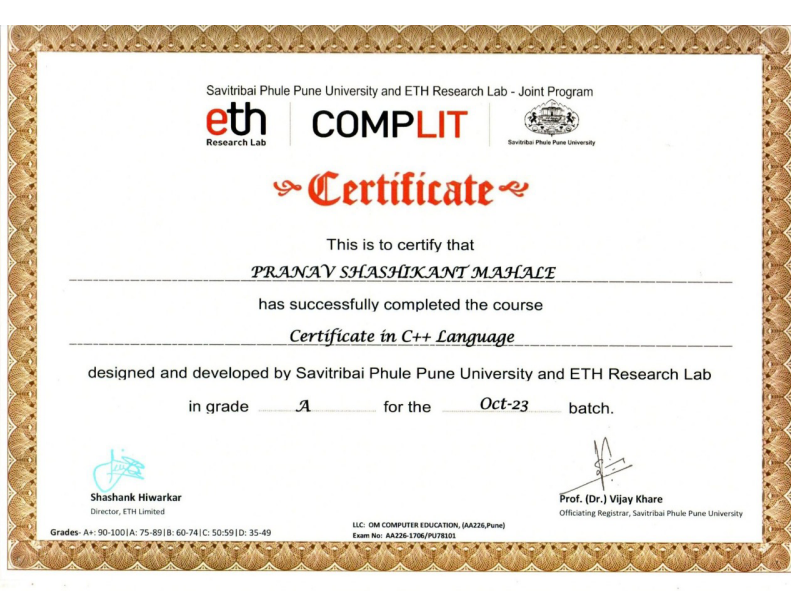 Savitribai Phule Pune University and ETH Research Lab - Joint Program
eth
Research Lab
COMPLIT
Savitribai Phule Pune University
Certificate
This is to certify that
PRANAV SHASHIKANT MAHALE
has successfully completed the course
Certificate in C++ Language
designed and developed by Savitribai Phule Pune University and ETH Research Lab
in grade A for the Oct-23 batch.
Shashank Hiwarkar
Director, ETH Limited
Prof. (Dr.) Vijay Khare
Officiating Registrar, Savitribai Phule Pune University
Grades- A+: 90-100|A: 75-89|B: 60-74|C: 50:59|D: 35-49
LLC: OM COMPUTER EDUCATION, (AA226,Pune)
Exam No: AA226-1706/PU78101